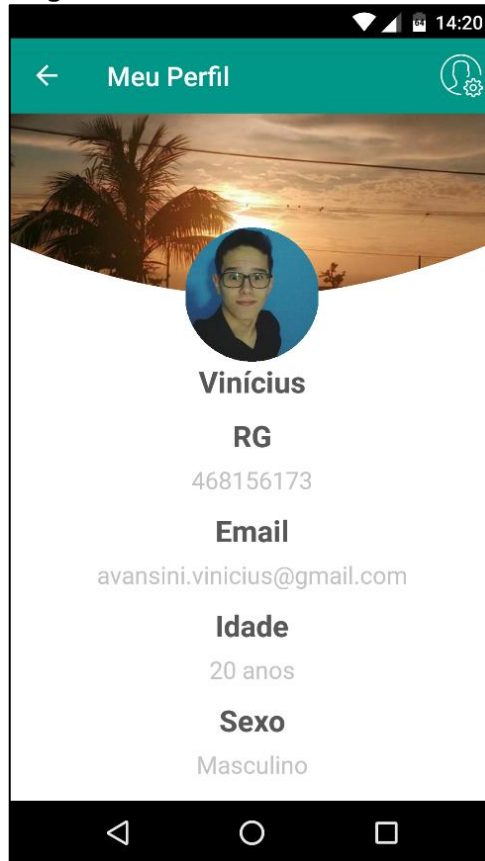 14:20
Meu Perfil
Vinícius
RG
468156173
Email
avansini.vinicius@gmail.com
Idade
20 anos
Sexo
Masculino